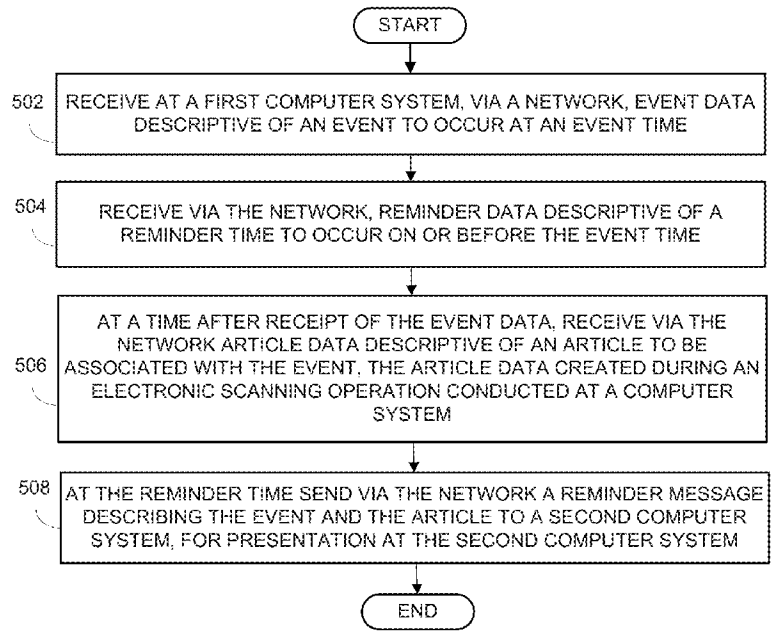 START
502
RECEIVE AT A FIRST COMPUTER SYSTEM, VIA A NETWORK, EVENT DATA
DESCRIPTIVE OF AN EVENT TO OCCUR AT AN EVENT TIME
504
RECEIVE VIA THE NETWORK, REMINDER DATA DESCRIPTIVE OF A
REMINDER TIME TO OCCUR ON OR BEFORE THE EVENT TIME
506
AT A TIME AFTER RECEIPT OF THE EVENT DATA, RECEIVE VIA THE
NETWORK ARTICLE DATA DESCRIPTIVE OF AN ARTICLE TO BE
ASSOCIATED WITH THE EVENT, THE ARTICLE DATA CREATED DURING AN
ELECTRONIC SCANNING OPERATION CONDUCTED AT A COMPUTER
SYSTEM
508
AT THE REMINDER TIME SEND VIA THE NETWORK A REMINDER MESSAGE
DESCRIBING THE EVENT AND THE ARTICLE TO A SECOND COMPUTER
SYSTEM, FOR PRESENTATION AT THE SECOND COMPUTER SYSTEM
END